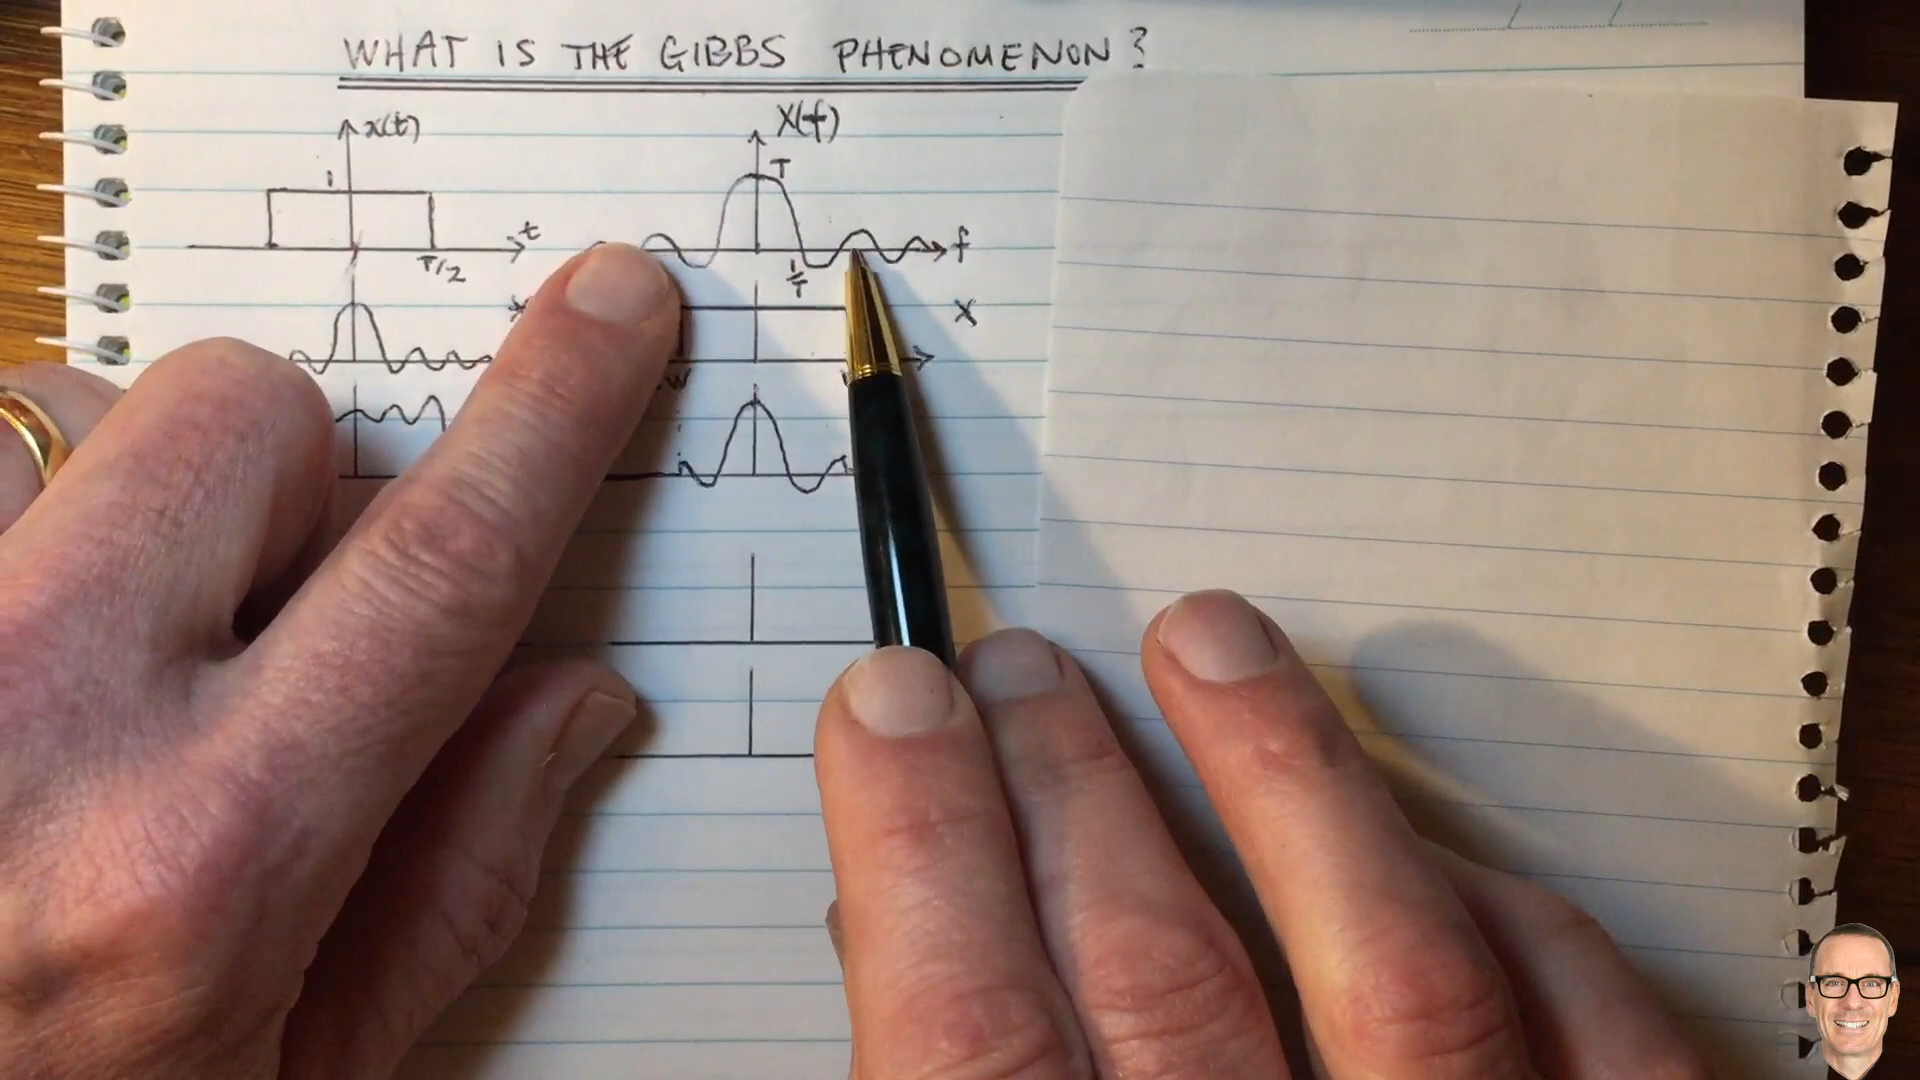 WHAT IS THE GIBBS PHENOMENON?
x(t) X(f)
1 T
t f
T/2 1/T
* X
-W